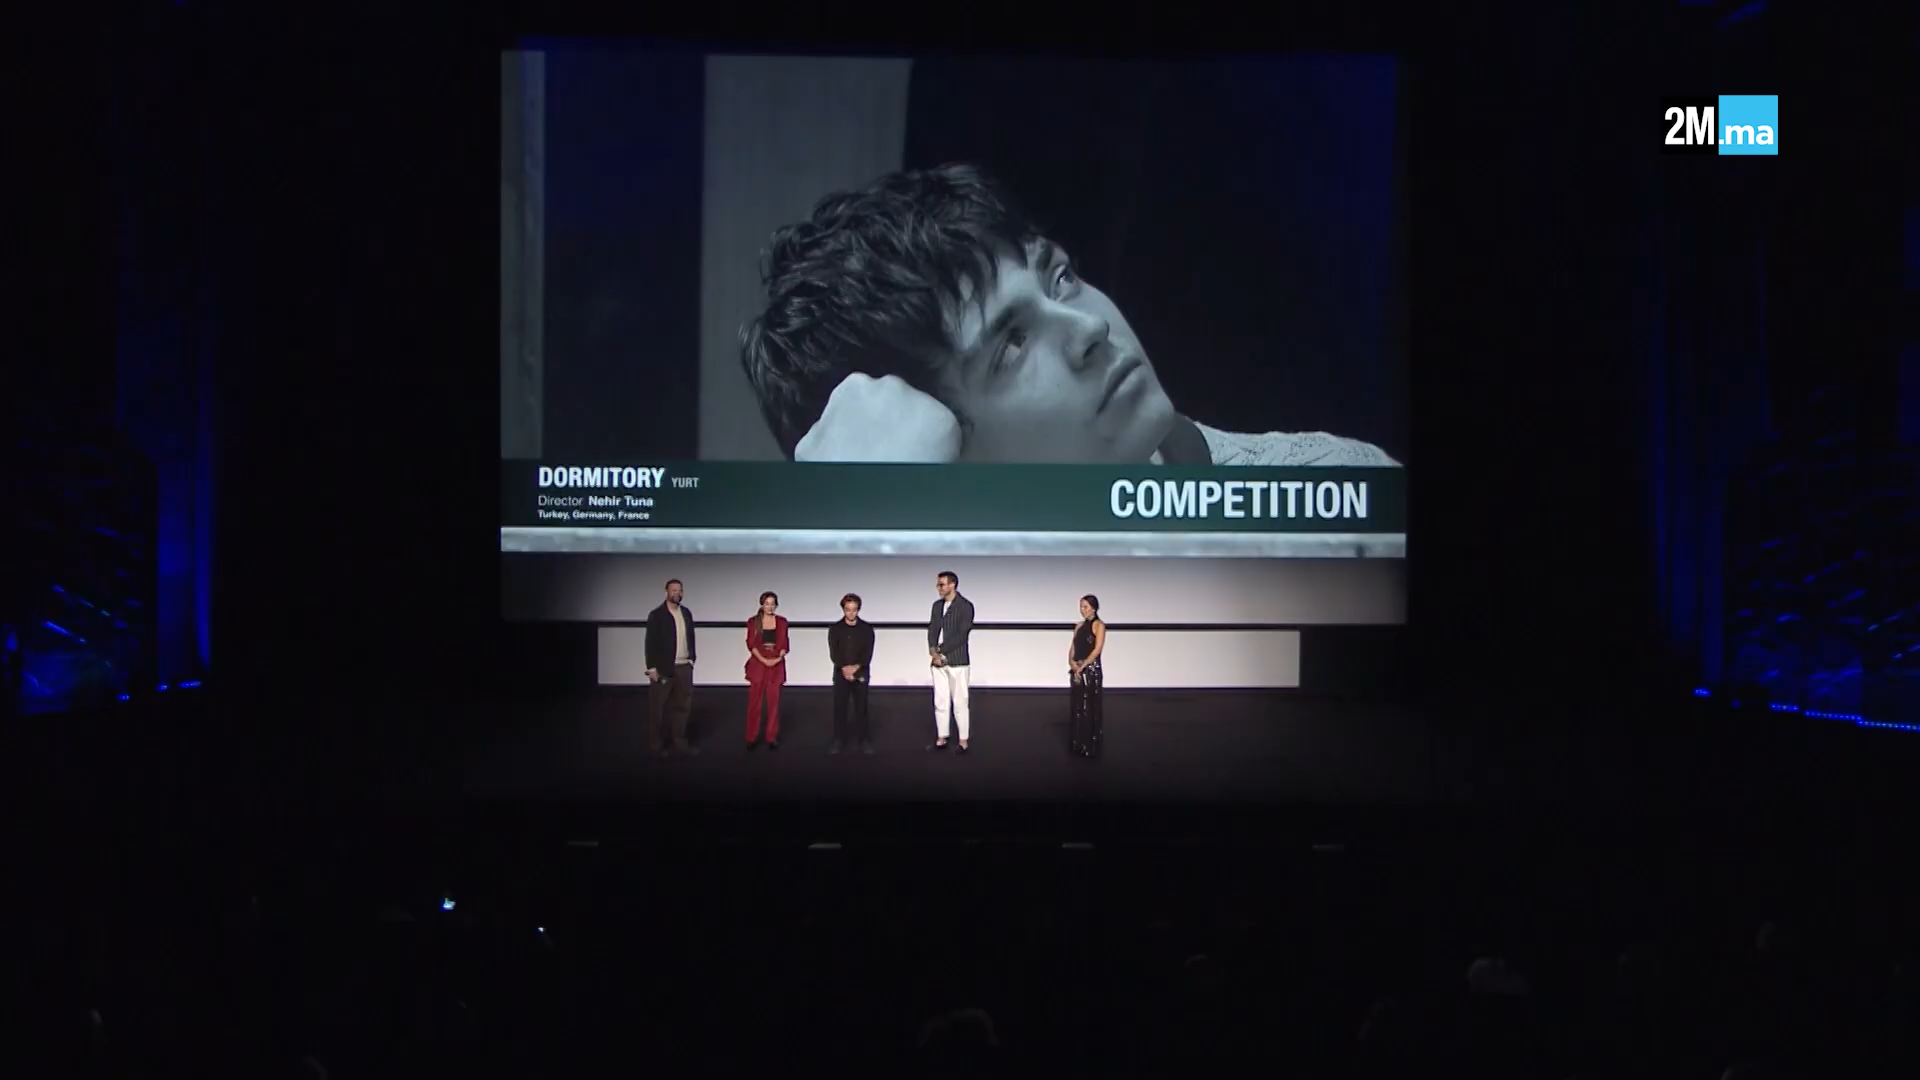 2M.ma
DORMITORY YURT
Director Nehir Tuna
Turkey, Germany, France
COMPETITION